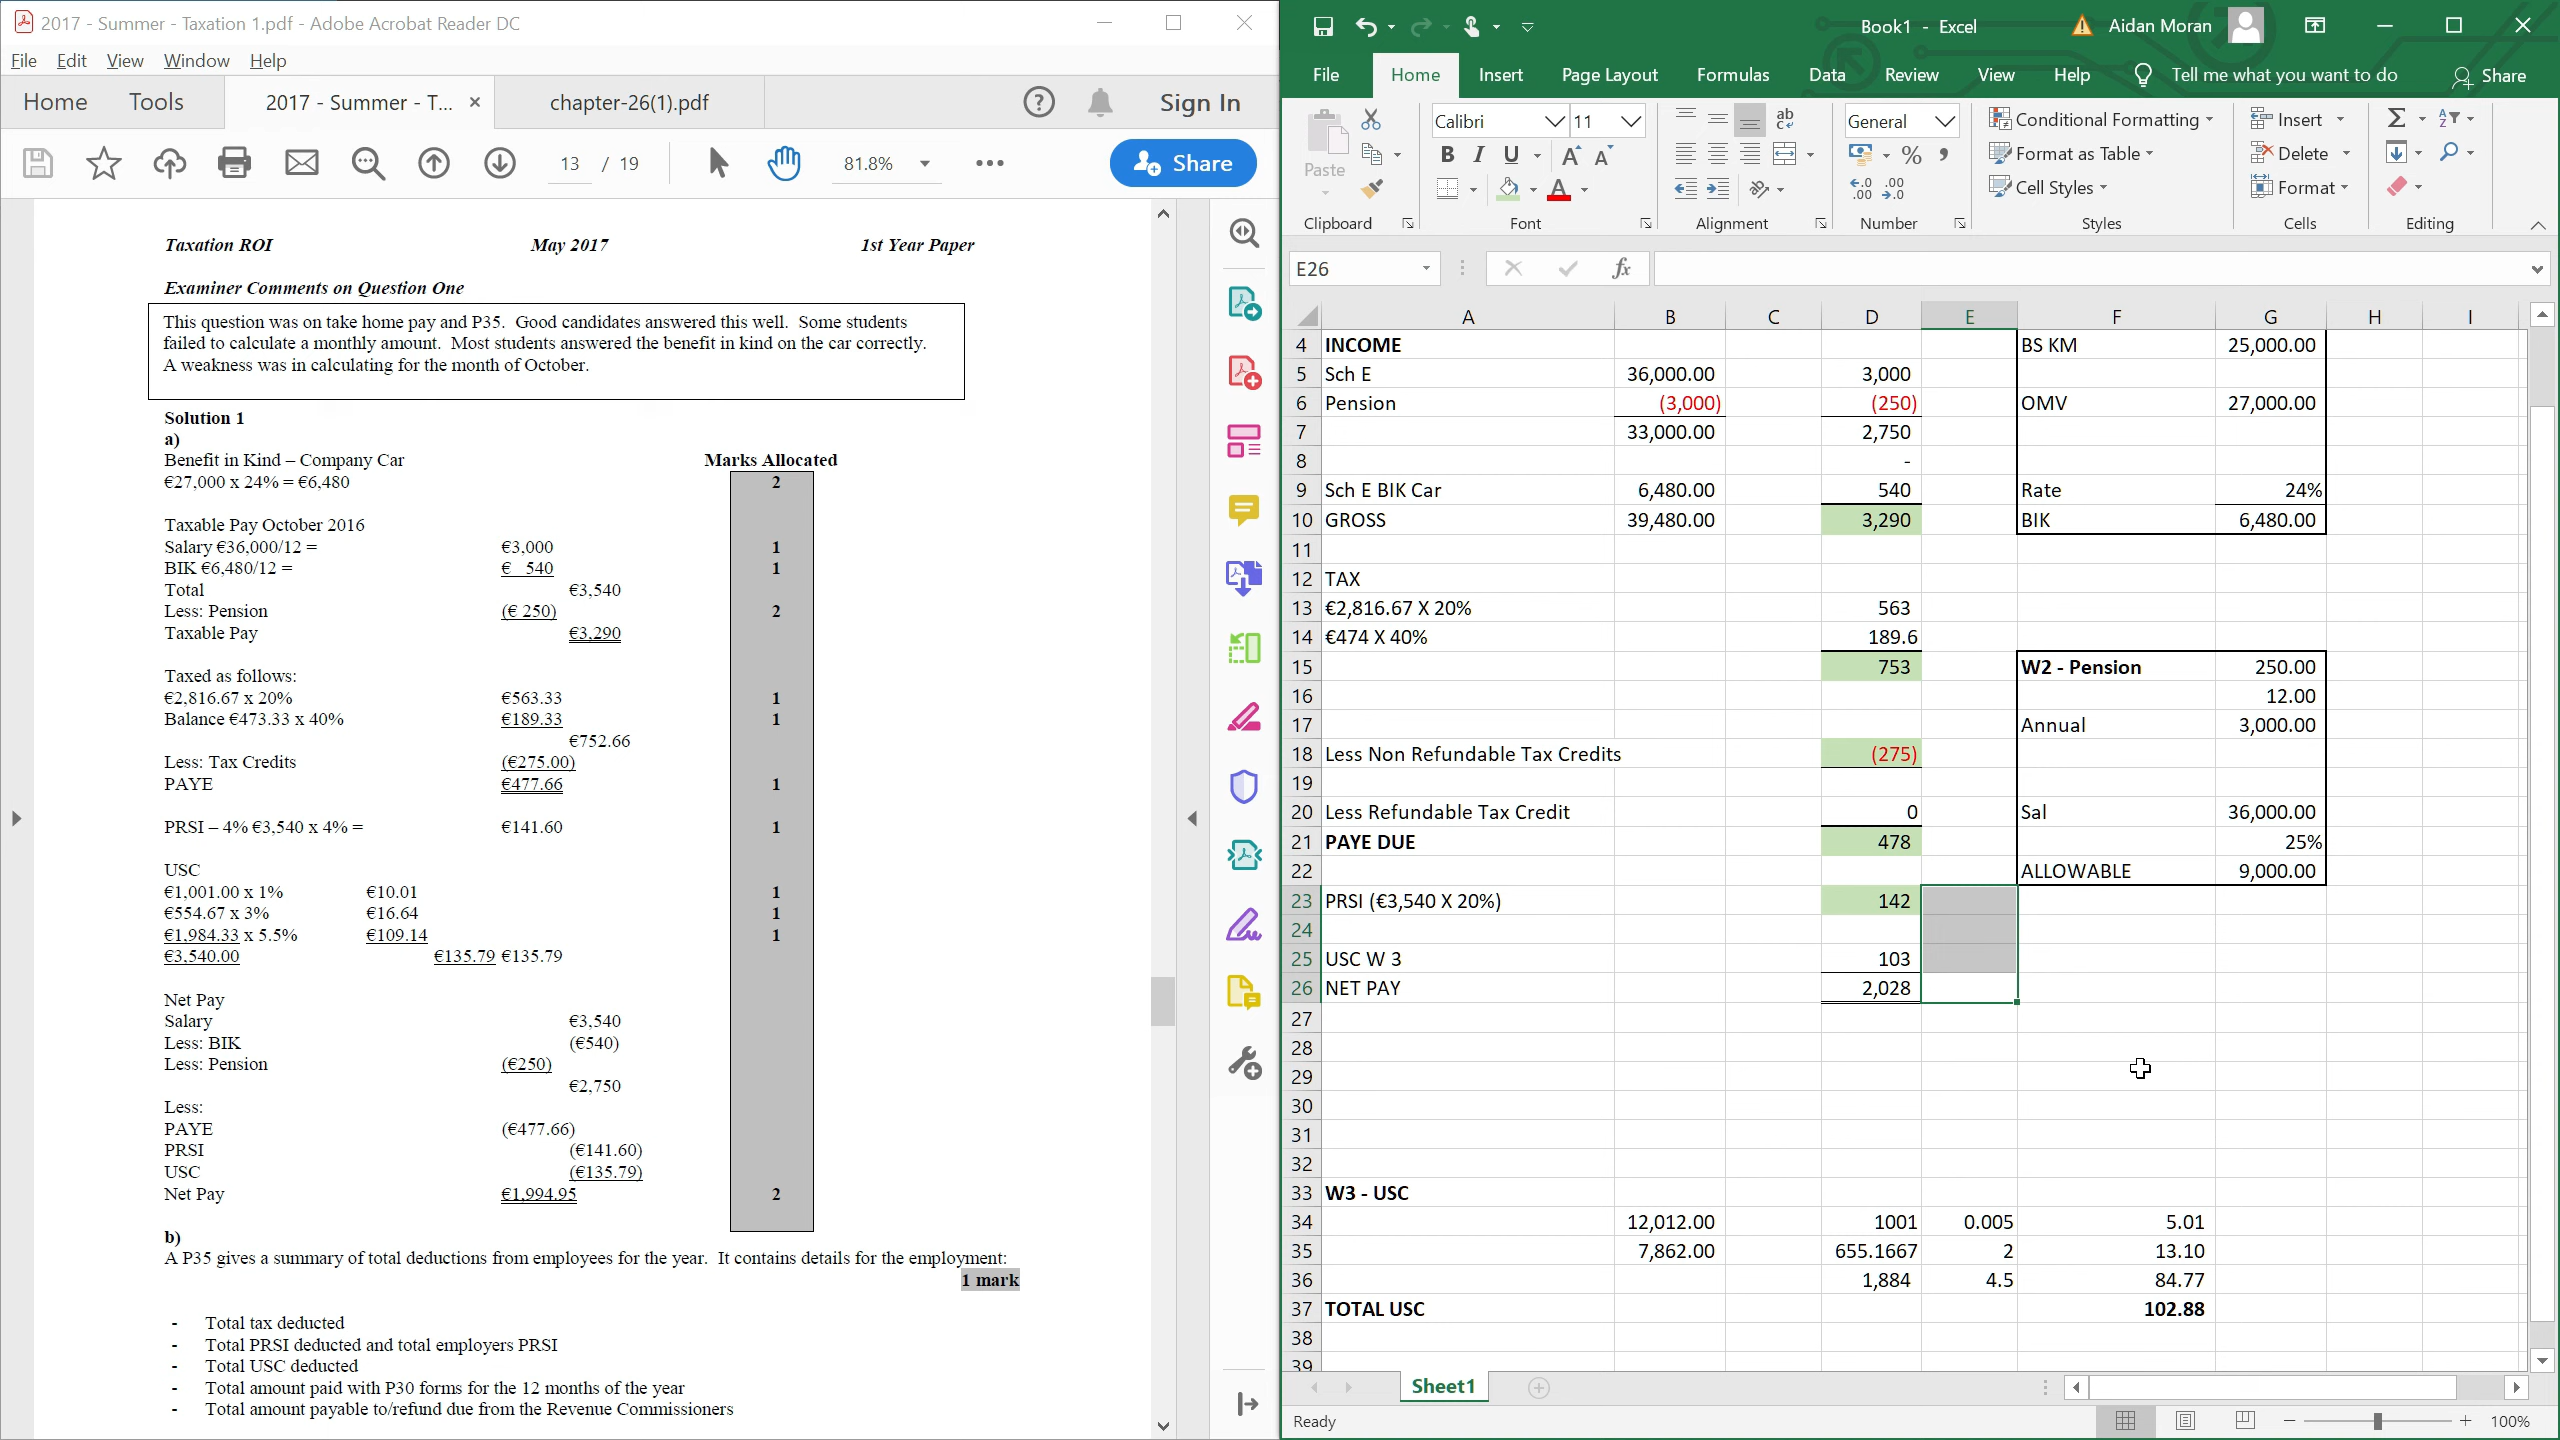 2017 - Summer - Taxation 1.pdf - Adobe Acrobat Reader DC
File Edit View Window Help
Home Tools 2017 - Summer - T... × chapter-26(1).pdf Sign In
13 / 19 81.8% Share
Taxation ROI May 2017 1st Year Paper
Examiner Comments on Question One
This question was on take home pay and P35. Good candidates answered this well. Some students
failed to calculate a monthly amount. Most students answered the benefit in kind on the car correctly.
A weakness was in calculating for the month of October.
Solution 1
a)
Benefit in Kind – Company Car Marks Allocated
€27,000 x 24% = €6,480 2
Taxable Pay October 2016
Salary €36,000/12 = €3,000 1
BIK €6,480/12 = € 540 1
Total €3,540
Less: Pension (€ 250) 2
Taxable Pay €3,290
Taxed as follows:
€2,816.67 x 20% €563.33 1
Balance €473.33 x 40% €189.33 1
€752.66
Less: Tax Credits (€275.00)
PAYE €477.66 1
PRSI – 4% €3,540 x 4% = €141.60 1
USC
€1,001.00 x 1% €10.01 1
€554.67 x 3% €16.64 1
€1,984.33 x 5.5% €109.14 1
€3,540.00 €135.79 €135.79
Net Pay
Salary €3,540
Less: BIK (€540)
Less: Pension (€250)
€2,750
Less:
PAYE (€477.66)
PRSI (€141.60)
USC (€135.79)
Net Pay €1,994.95 2
b)
A P35 gives a summary of total deductions from employees for the year. It contains details for the employment:
1 mark
- Total tax deducted
- Total PRSI deducted and total employers PRSI
- Total USC deducted
- Total amount paid with P30 forms for the 12 months of the year
- Total amount payable to/refund due from the Revenue Commissioners
Book1 - Excel Aidan Moran
File Home Insert Page Layout Formulas Data Review View Help Tell me what you want to do Share
Calibri 11 General Conditional Formatting Insert
Paste B I U Format as Table Delete
Cell Styles Format
Clipboard Font Alignment Number Styles Cells Editing
E26 fx
A B C D E F G H I
4 INCOME BS KM 25,000.00
5 Sch E 36,000.00 3,000
6 Pension (3,000) (250) OMV 27,000.00
7 33,000.00 2,750
8 -
9 Sch E BIK Car 6,480.00 540 Rate 24%
10 GROSS 39,480.00 3,290 BIK 6,480.00
11
12 TAX
13 €2,816.67 X 20% 563
14 €474 X 40% 189.6
15 753 W2 - Pension 250.00
16 12.00
17 Annual 3,000.00
18 Less Non Refundable Tax Credits (275)
19
20 Less Refundable Tax Credit 0 Sal 36,000.00
21 PAYE DUE 478 25%
22 ALLOWABLE 9,000.00
23 PRSI (€3,540 X 20%) 142
24
25 USC W 3 103
26 NET PAY 2,028
27
28
29
30
31
32
33 W3 - USC
34 12,012.00 1001 0.005 5.01
35 7,862.00 655.1667 2 13.10
36 1,884 4.5 84.77
37 TOTAL USC 102.88
38
39
Sheet1
Ready 100%